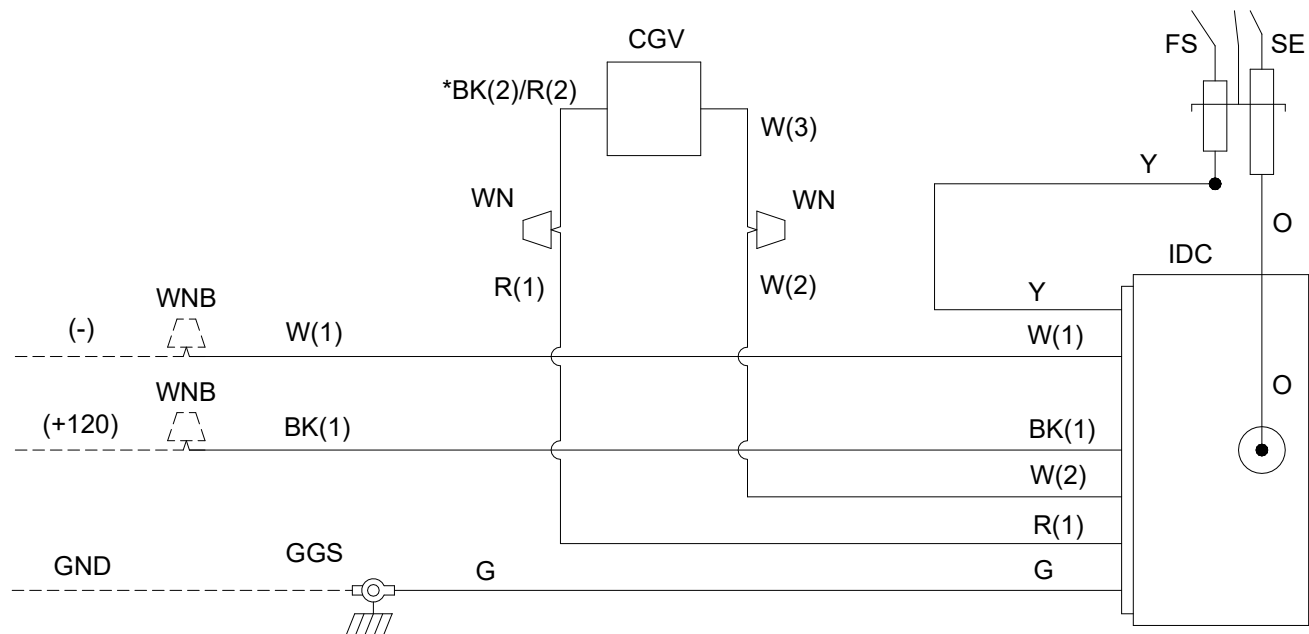 CGV
FS
SE
*BK(2)/R(2)
W(3)
Y
WN
WN
O
IDC
R(1)
W(2)
WNB
Y
(-)
W(1)
W(1)
WNB
O
(+120)
BK(1)
BK(1)
W(2)
R(1)
GND
GGS
G
G